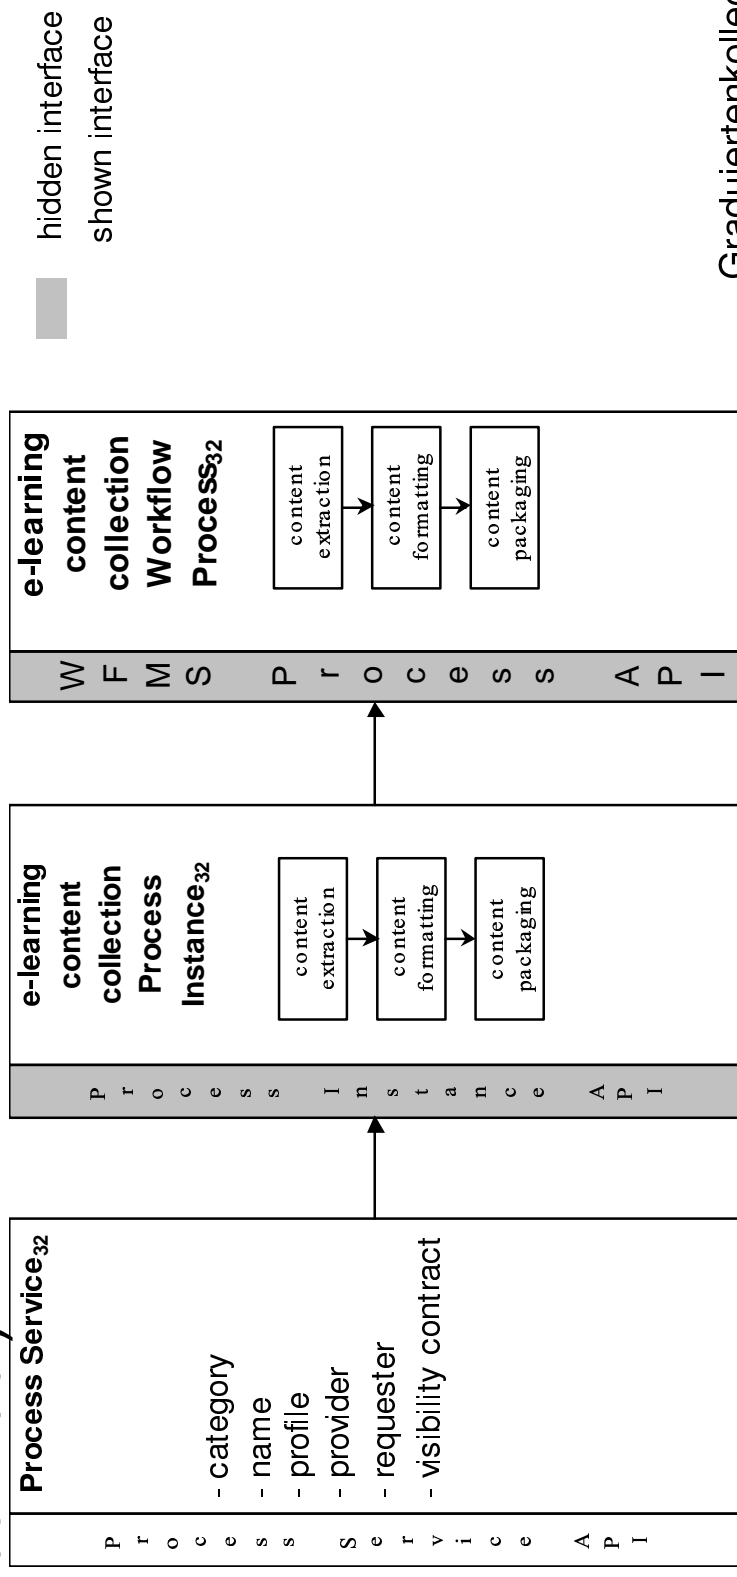 Process Service32
- category
- name
- profile
- provider
- requester
- visibility contract
Process Service API
e-learning
content
collection
Process
Instance32
content
extraction
content
formatting
content
packaging
Process Instance API
e-learning
content
collection
Workflow
Process32
content
extraction
content
formatting
content
packaging
WFMS Process API
hidden interface
shown interface